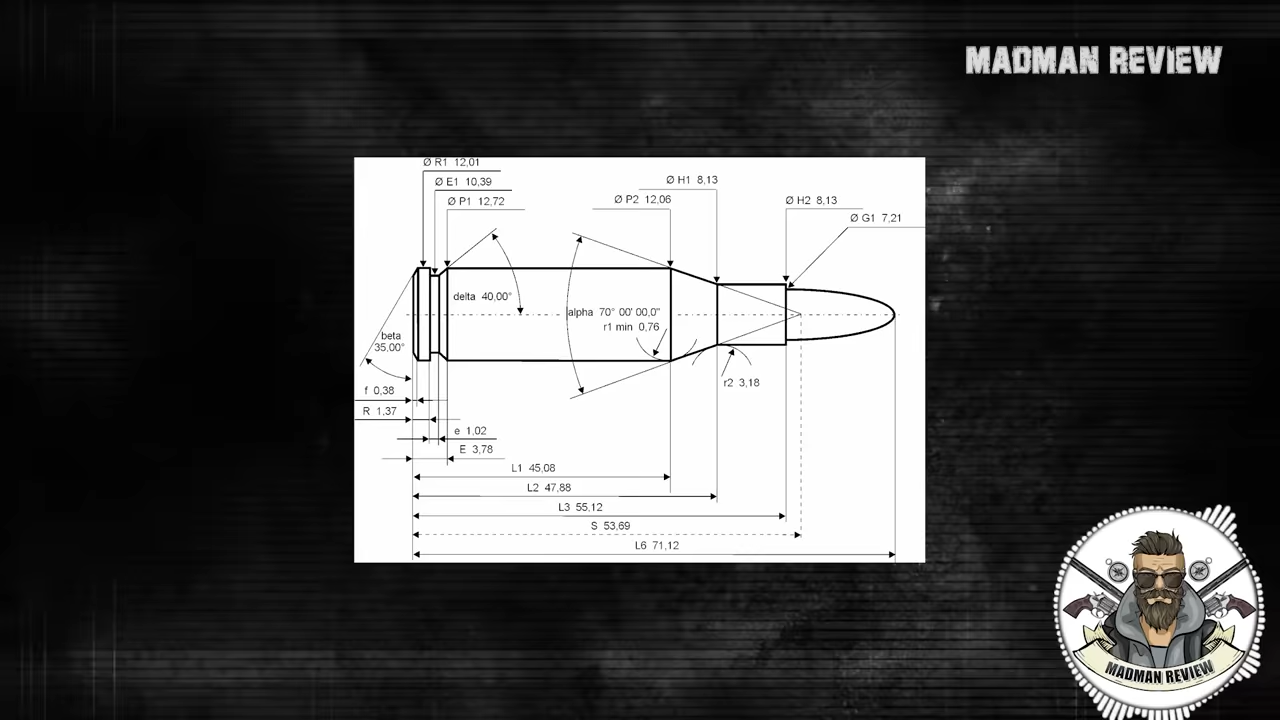 MADMAN REVIEW
Ø R1 12,01
Ø E1 10,39
Ø P1 12,72
Ø H1 8,13
Ø P2 12,06
Ø H2 8,13
Ø G1 7,21
delta 40,00°
alpha 70° 00' 00,0"
r1 min 0,76
beta
35,00°
r2 3,18
f 0,38
R 1,37
e 1,02
E 3,78
L1 45,08
L2 47,88
L3 55,12
S 53,69
L6 71,12
MADMAN REVIEW